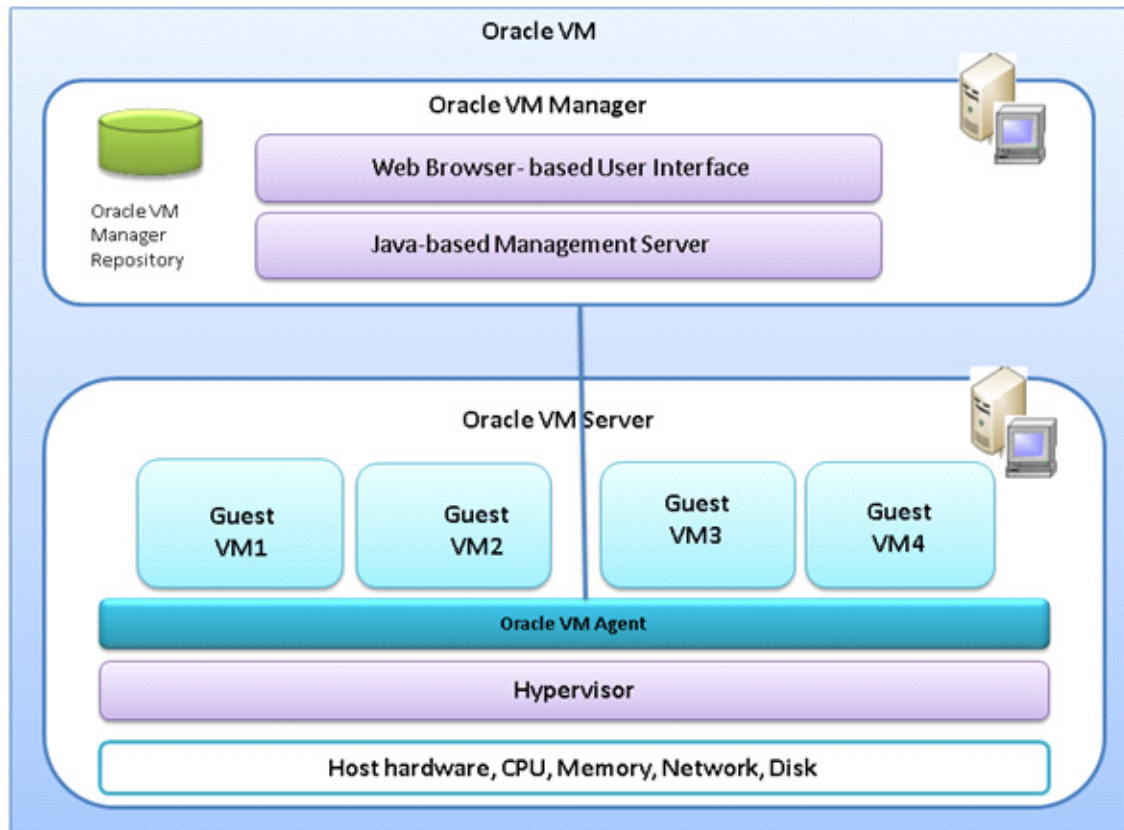 Oracle VM
Oracle VM Manager
Web Browser- based User Interface
Oracle VM
Manager
Repository
Java-based Management Server
Oracle VM Server
Guest
VM1
Guest
VM2
Guest
VM3
Guest
VM4
Oracle VM Agent
Hypervisor
Host hardware, CPU, Memory, Network, Disk